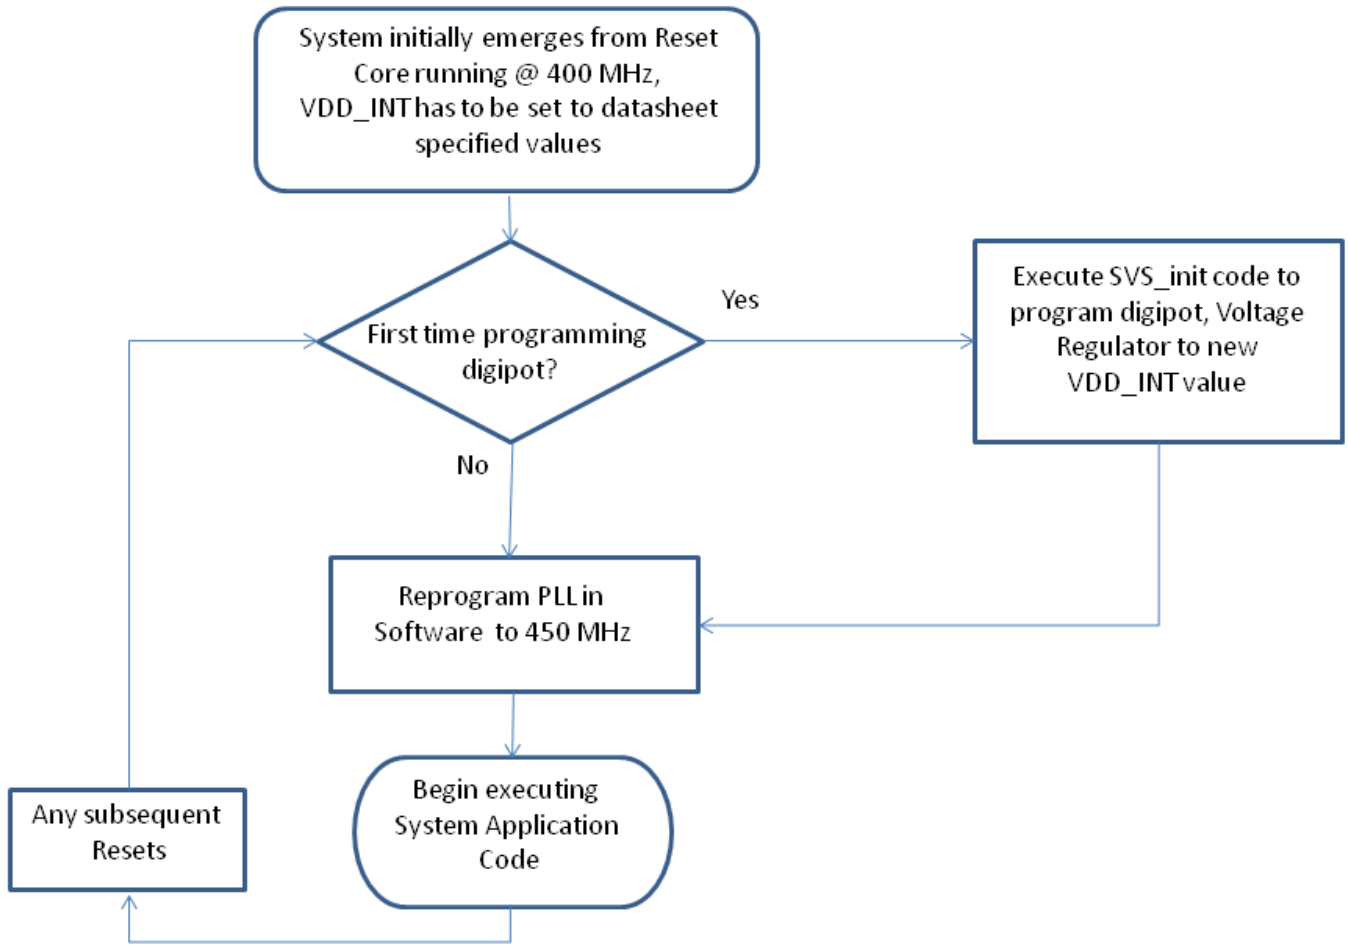 System initially emerges from Reset
Core running @ 400 MHz,
VDD_INT has to be set to datasheet
specified values
First time programming
digipot?
Yes
Execute SVS_init code to
program digipot, Voltage
Regulator to new
VDD_INT value
No
Reprogram PLL in
Software to 450 MHz
Begin executing
System Application
Code
Any subsequent
Resets